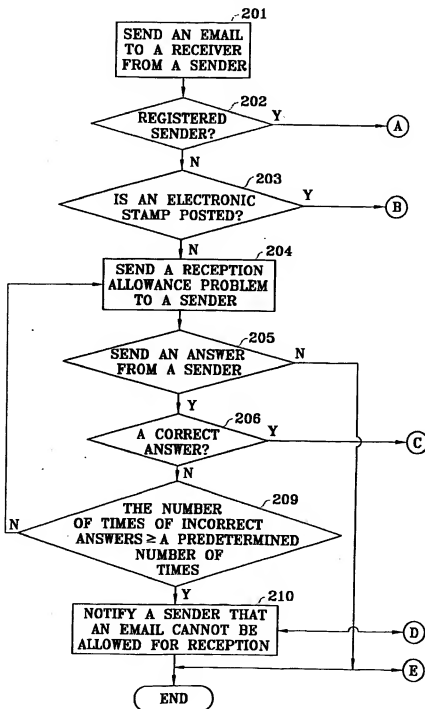 201
SEND AN EMAIL
TO A RECEIVER
FROM A SENDER
202
REGISTERED
SENDER?
Y
A
N
203
IS AN ELECTRONIC
STAMP POSTED?
Y
B
N
204
SEND A RECEPTION
ALLOWANCE PROBLEM
TO A SENDER
205
SEND AN ANSWER
FROM A SENDER
N
Y
206
A CORRECT
ANSWER?
Y
C
N
209
THE NUMBER
OF TIMES OF INCORRECT
ANSWERS ≥ A PREDETERMINED
NUMBER OF
TIMES
N
Y
210
NOTIFY A SENDER THAT
AN EMAIL CANNOT BE
ALLOWED FOR RECEPTION
D
E
END